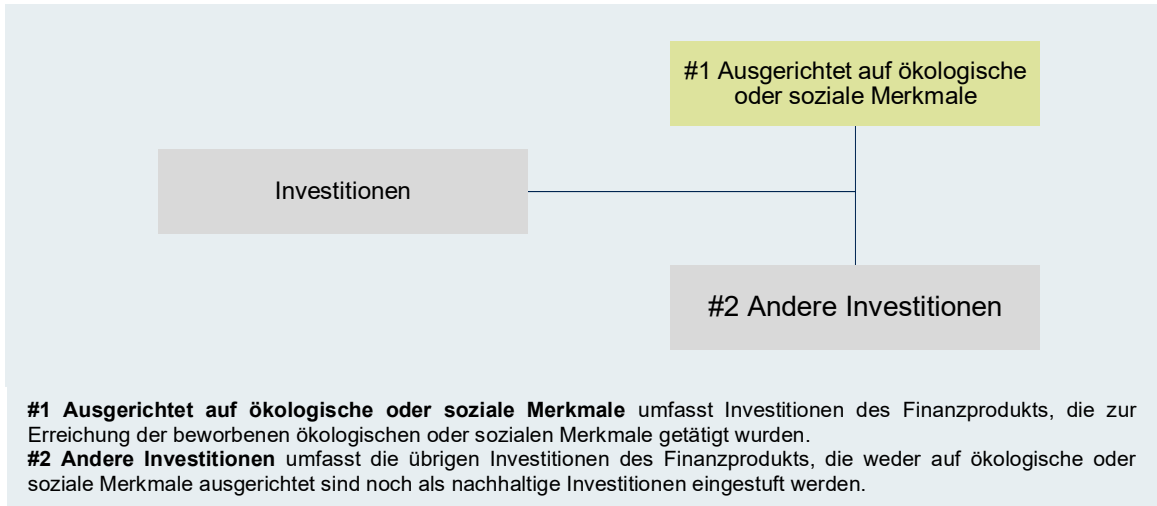 #1 Ausgerichtet auf ökologische
oder soziale Merkmale
Investitionen
#2 Andere Investitionen
#1 Ausgerichtet auf ökologische oder soziale Merkmale umfasst Investitionen des Finanzprodukts, die zur
Erreichung der beworbenen ökologischen oder sozialen Merkmale getätigt wurden.
#2 Andere Investitionen umfasst die übrigen Investitionen des Finanzprodukts, die weder auf ökologische oder
soziale Merkmale ausgerichtet sind noch als nachhaltige Investitionen eingestuft werden.